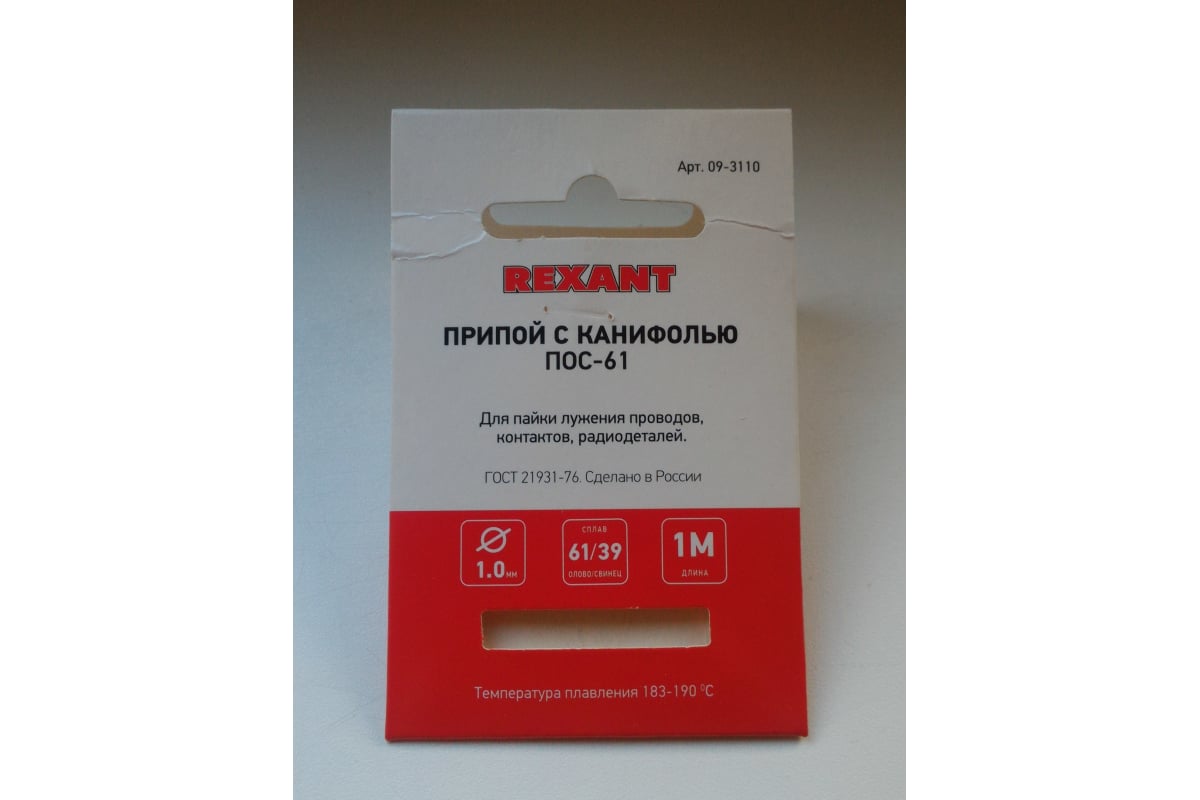 Арт. 09-3110
REXANT
ПРИПОЙ С КАНИФОЛЬЮ
ПОС-61
Для пайки лужения проводов,
контактов, радиодеталей.
ГОСТ 21931-76. Сделано в России
1.0мм
СПЛАВ
61/39
ОЛОВО/СВИНЕЦ
1М
ДЛИНА
Температура плавления 183-190 ⁰С